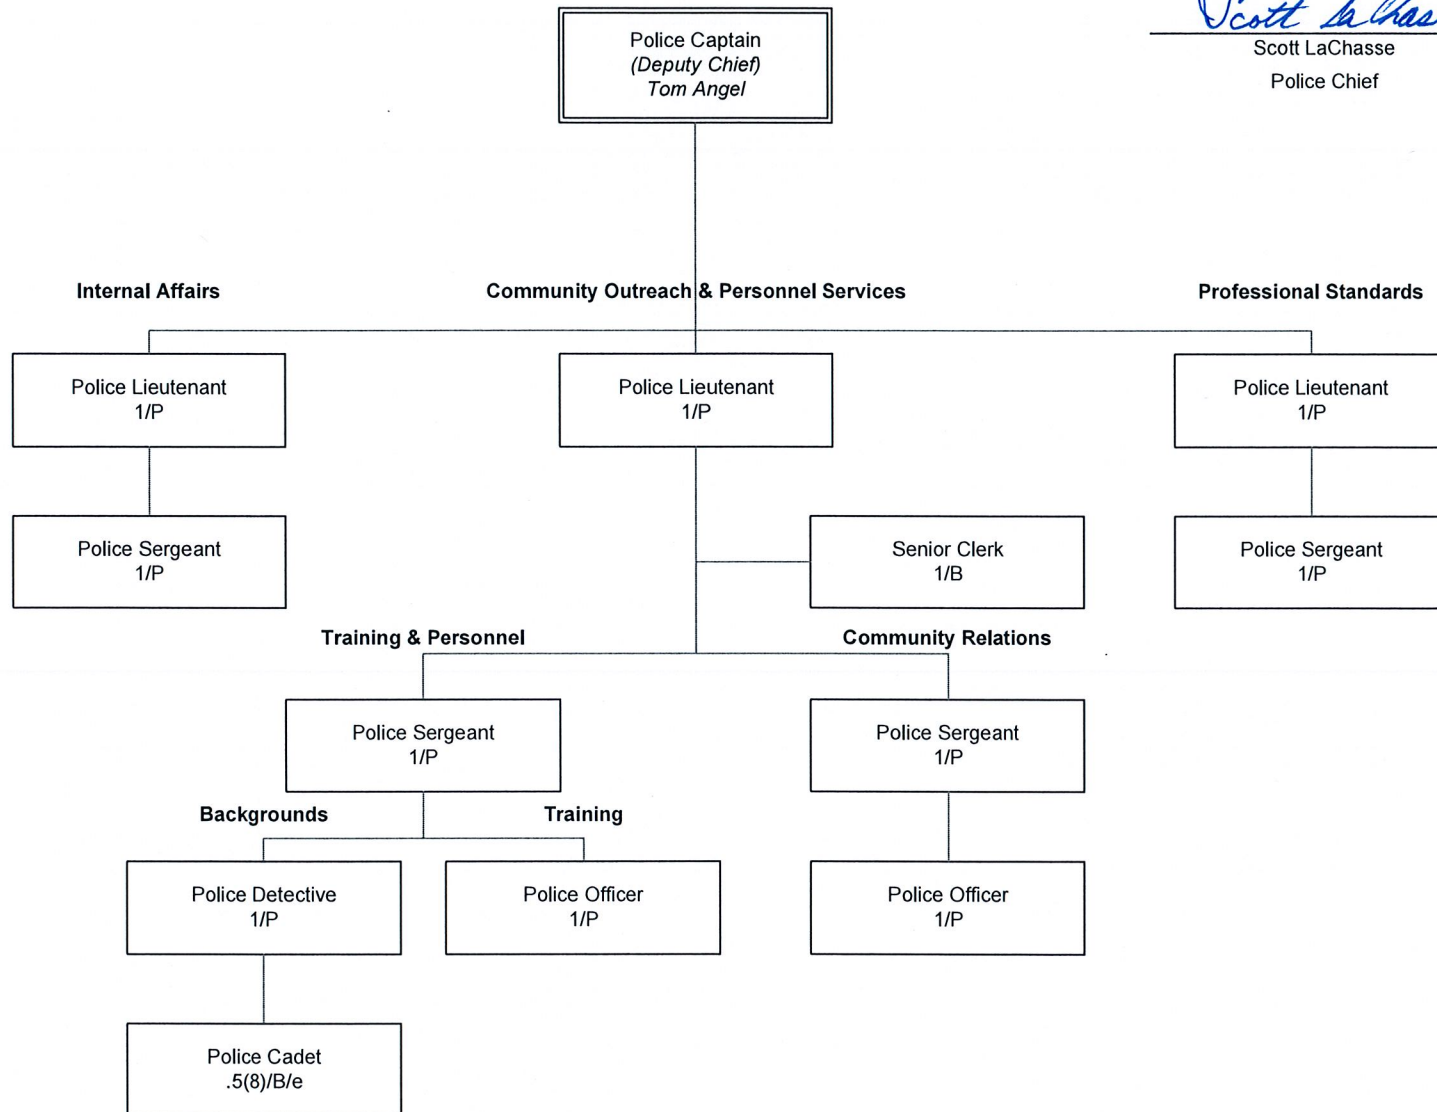 Scott LaChas
Police Captain
(Deputy Chief)
Tom Angel
Scott LaChasse
Police Chief
Internal Affairs
Community Outreach & Personnel Services
Professional Standards
Police Lieutenant
1/P
Police Lieutenant
1/P
Police Lieutenant
1/P
Police Sergeant
1/P
Senior Clerk
1/B
Police Sergeant
1/P
Training & Personnel
Community Relations
Police Sergeant
1/P
Police Sergeant
1/P
Backgrounds
Training
Police Detective
1/P
Police Officer
1/P
Police Officer
1/P
Police Cadet
.5(8)/B/e